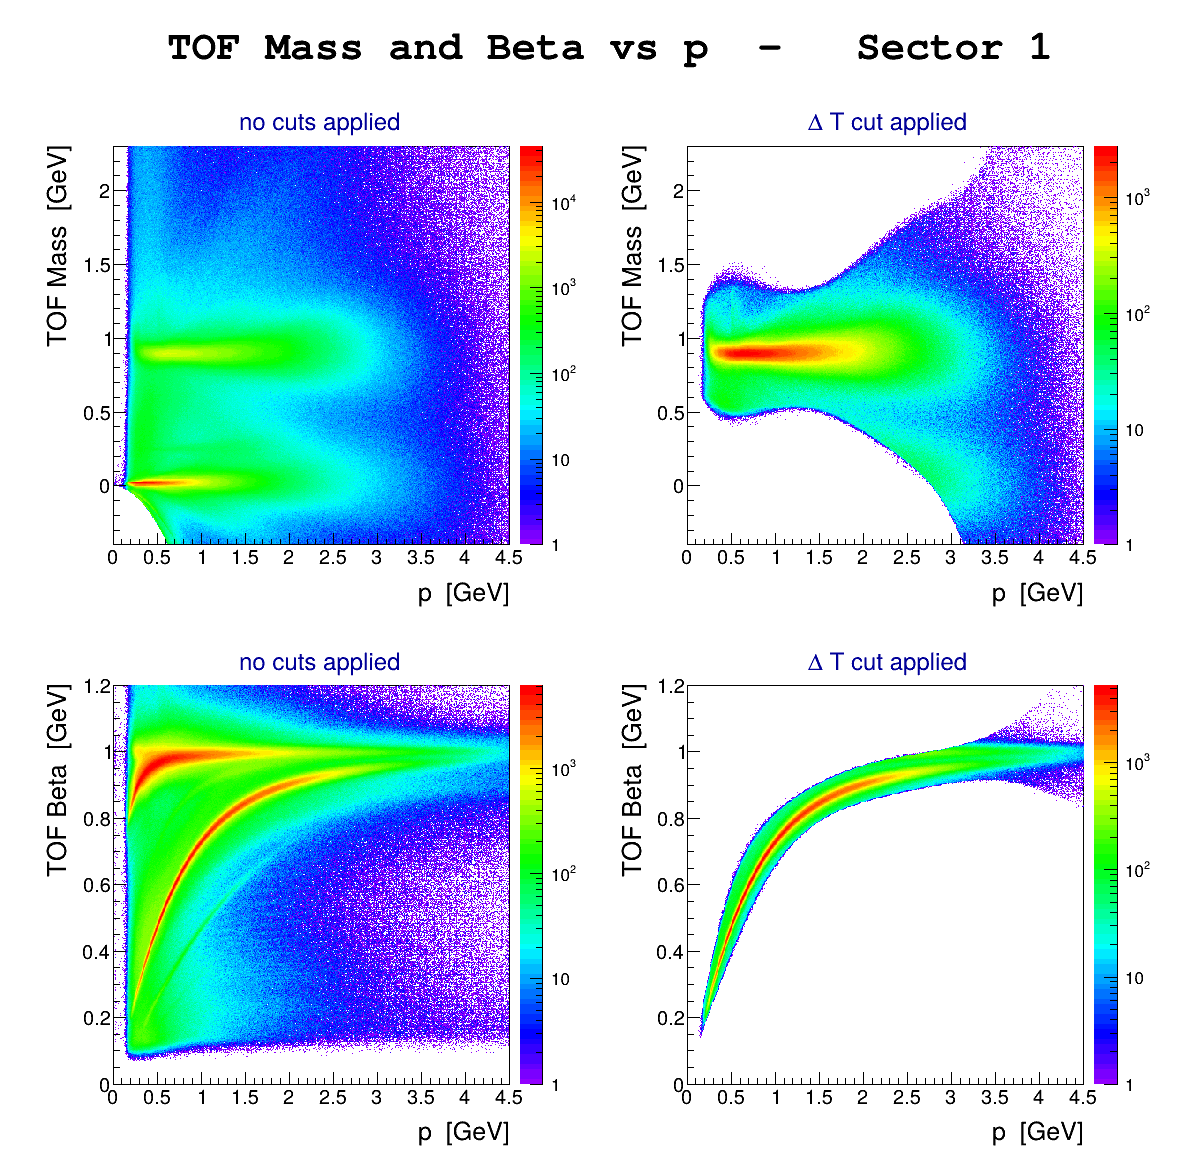 TOF Mass and Beta vs p – Sector 1
no cuts applied
TOF Mass [GeV]
2
1.5
1
0.5
0
0 0.5 1 1.5 2 2.5 3 3.5 4 4.5
p [GeV]
10⁴
10³
10²
10
1
Δ T cut applied
TOF Mass [GeV]
2
1.5
1
0.5
0
0 0.5 1 1.5 2 2.5 3 3.5 4 4.5
p [GeV]
10³
10²
10
1
no cuts applied
TOF Beta [GeV]
1.2
1
0.8
0.6
0.4
0.2
0
0 0.5 1 1.5 2 2.5 3 3.5 4 4.5
p [GeV]
10³
10²
10
1
Δ T cut applied
TOF Beta [GeV]
1.2
1
0.8
0.6
0.4
0.2
0
0 0.5 1 1.5 2 2.5 3 3.5 4 4.5
p [GeV]
10³
10²
10
1